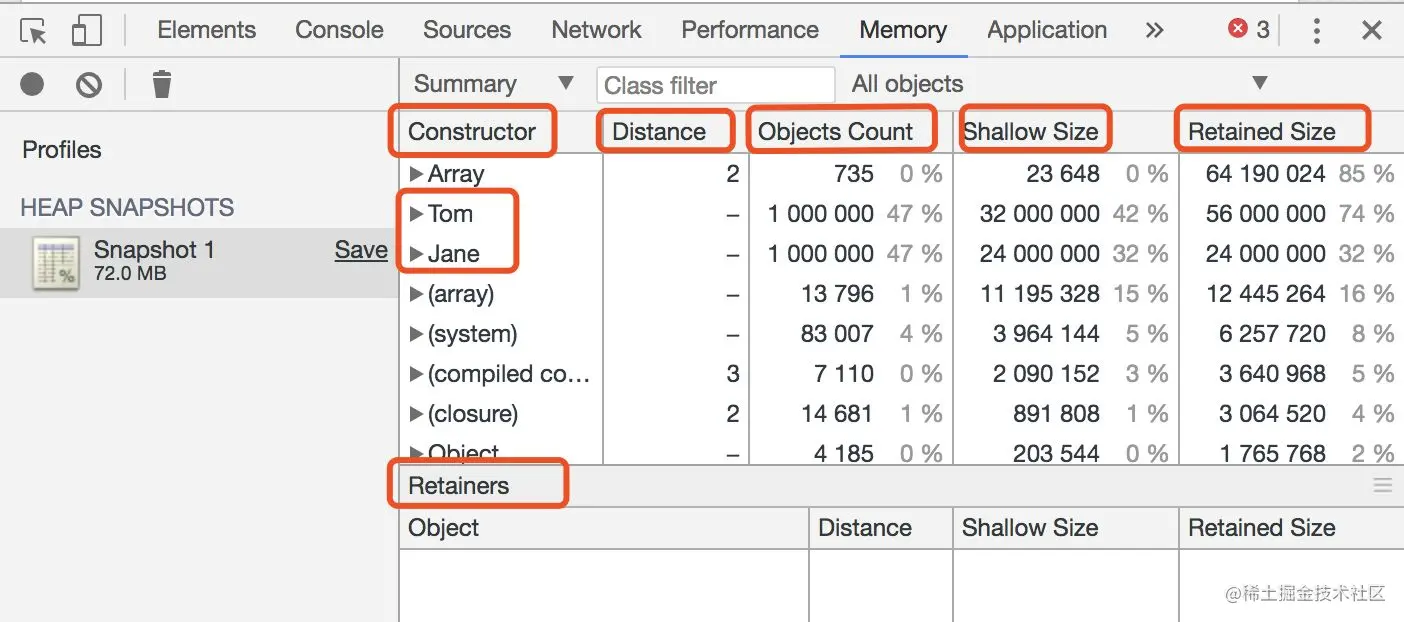 Elements Console Sources Network Performance Memory Application » 3
Summary ▼ Class filter All objects ▼
Profiles
HEAP SNAPSHOTS
Snapshot 1 Save
72.0 MB
Constructor Distance Objects Count Shallow Size Retained Size
▶Array 2 735 0 % 23 648 0 % 64 190 024 85 %
▶Tom – 1 000 000 47 % 32 000 000 42 % 56 000 000 74 %
▶Jane – 1 000 000 47 % 24 000 000 32 % 24 000 000 32 %
▶(array) – 13 796 1 % 11 195 328 15 % 12 445 264 16 %
▶(system) – 83 007 4 % 3 964 144 5 % 6 257 720 8 %
▶(compiled co… 3 7 110 0 % 2 090 152 3 % 3 640 968 5 %
▶(closure) 2 14 681 1 % 891 808 1 % 3 064 520 4 %
▶Object – 4 185 0 % 203 544 0 % 1 765 768 2 %
Retainers
Object Distance Shallow Size Retained Size
@稀土掘金技术社区